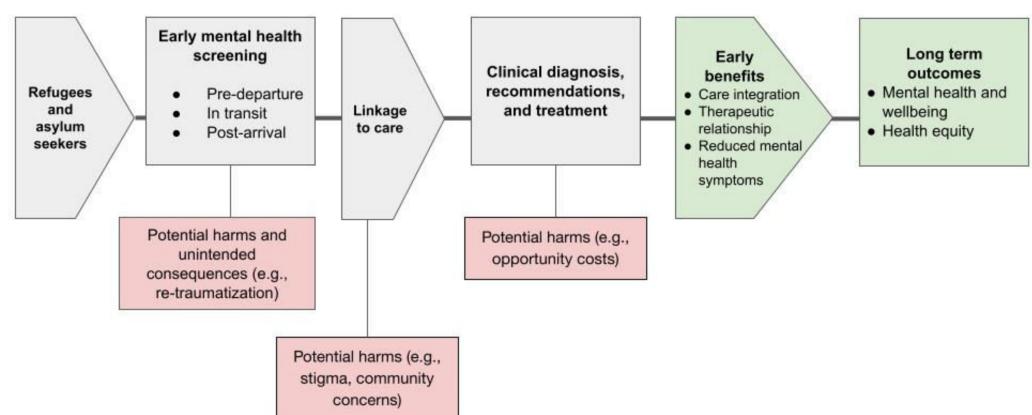 Refugees
and
asylum
seekers
Early mental health
screening
● Pre-departure
● In transit
● Post-arrival
Linkage
to care
Clinical diagnosis,
recommendations,
and treatment
Early
benefits
● Care integration
● Therapeutic
relationship
● Reduced mental
health
symptoms
Long term
outcomes
● Mental health and
wellbeing
● Health equity
Potential harms and
unintended
consequences (e.g.,
re-traumatization)
Potential harms (e.g.,
stigma, community
concerns)
Potential harms (e.g.,
opportunity costs)